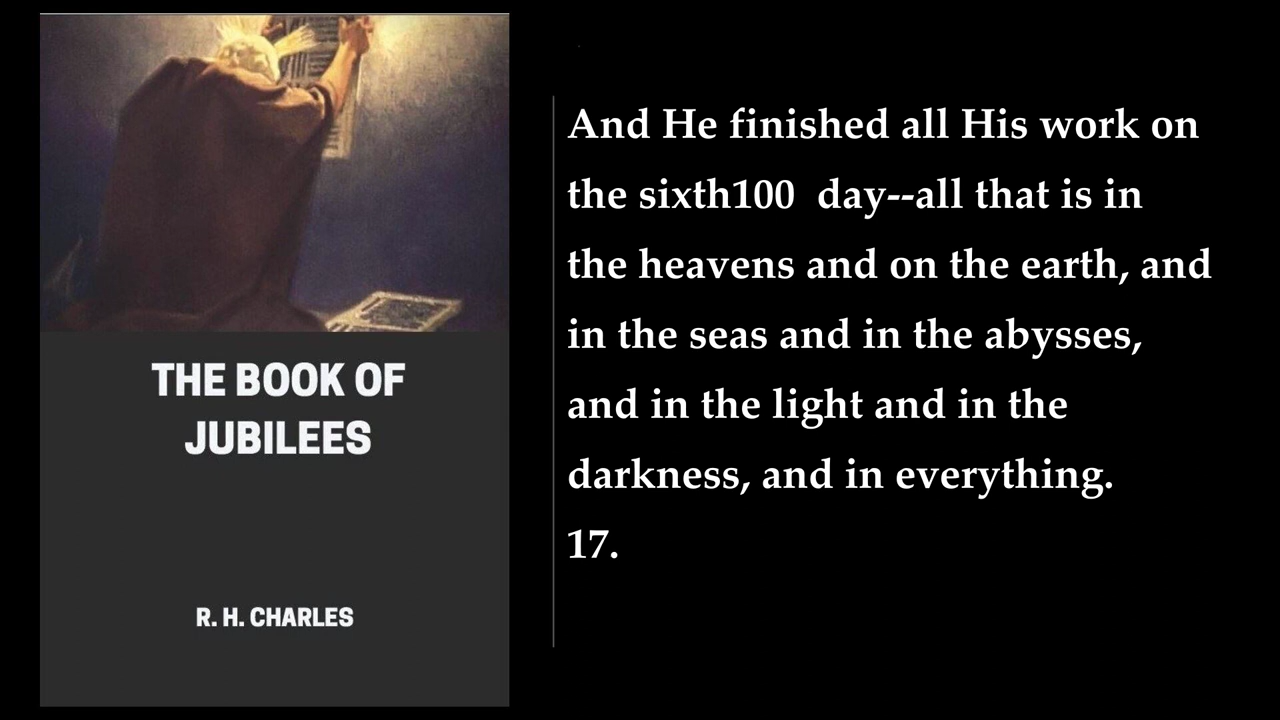 THE BOOK OF
JUBILEES
R. H. CHARLES
And He finished all His work on
the sixth100  day--all that is in
the heavens and on the earth, and
in the seas and in the abysses,
and in the light and in the
darkness, and in everything.
17.